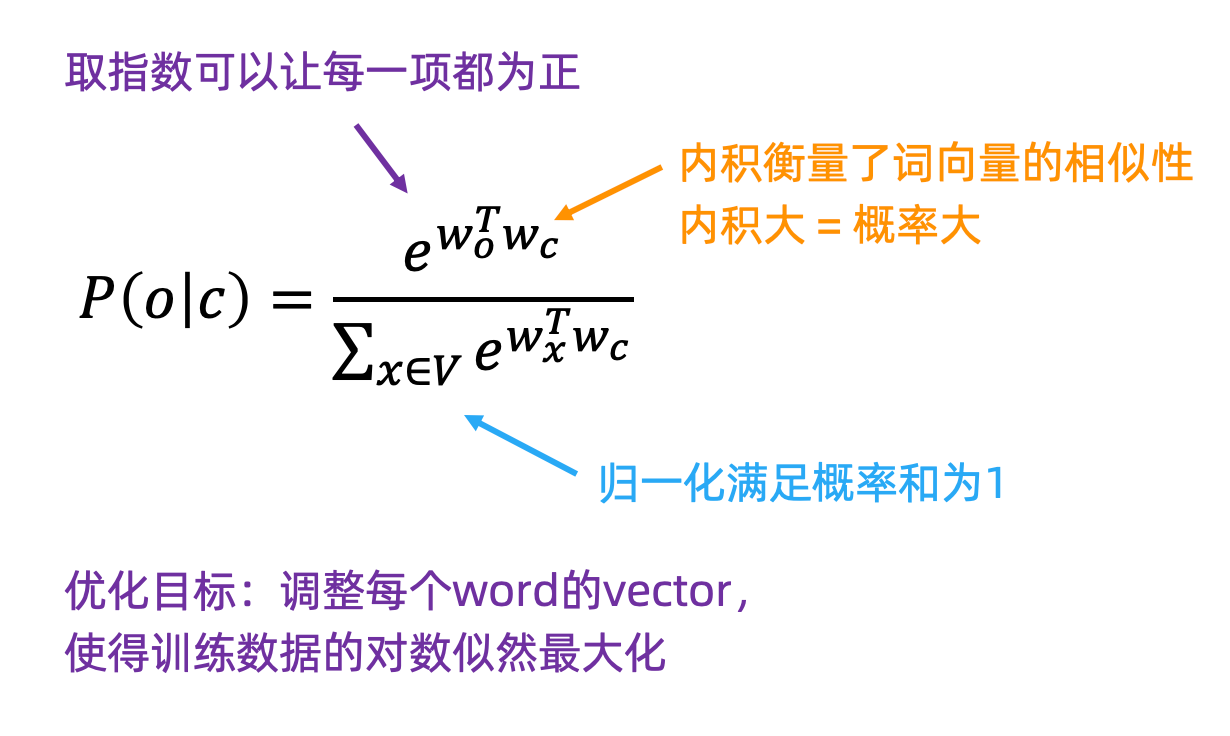 取指数可以让每一项都为正
内积衡量了词向量的相似性
内积大 = 概率大
P(o|c) = \frac{e^{w_o^T w_c}}{\sum_{x∈V} e^{w_x^T w_c}}
归一化满足概率和为1
优化目标：调整每个word的vector，
使得训练数据的对数似然最大化